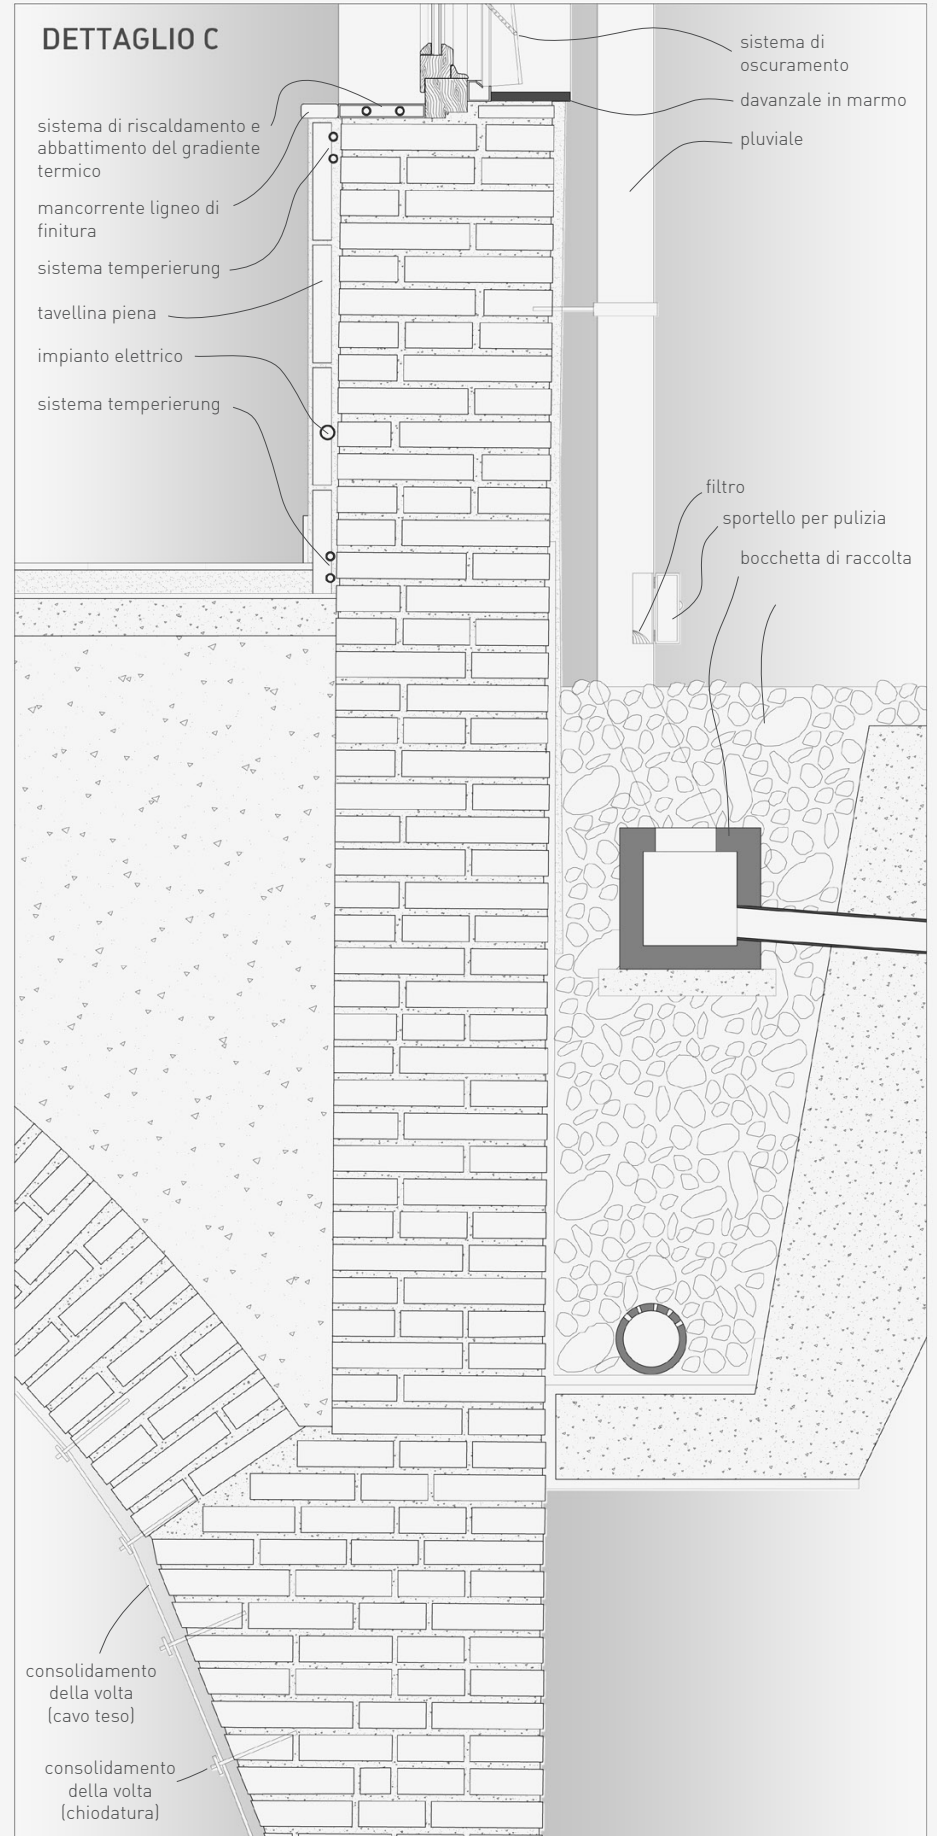 DETTAGLIO C
sistema di riscaldamento e
abbattimento del gradiente
termico
mancorrente ligneo di
finitura
sistema temperierung
tavellina piena
impianto elettrico
sistema temperierung
sistema di
oscuramento
davanzale in marmo
pluviale
filtro
sportello per pulizia
bocchetta di raccolta
consolidamento
della volta
(cavo teso)
consolidamento
della volta
(chiodatura)